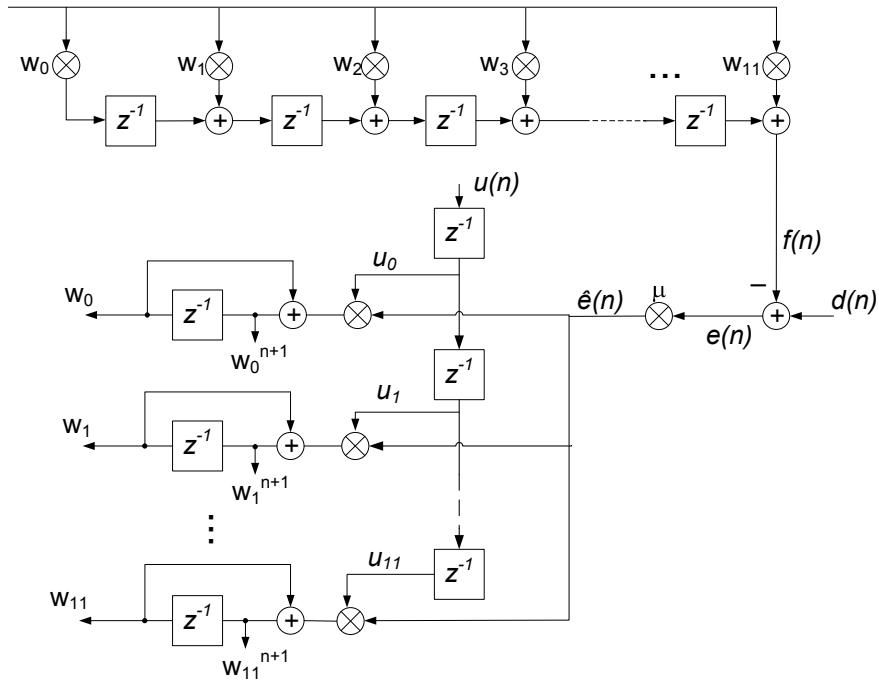 w₀ w₁ w₂ w₃ ... w₁₁
z⁻¹ z⁻¹ z⁻¹ z⁻¹
+ + + +
u(n)
z⁻¹
f(n)
u₀
w₀ z⁻¹ + ê(n) μ − + d(n)
e(n)
w₀ⁿ⁺¹
z⁻¹
u₁
w₁ z⁻¹ +
w₁ⁿ⁺¹
...
u₁₁ z⁻¹
w₁₁ z⁻¹ +
w₁₁ⁿ⁺¹